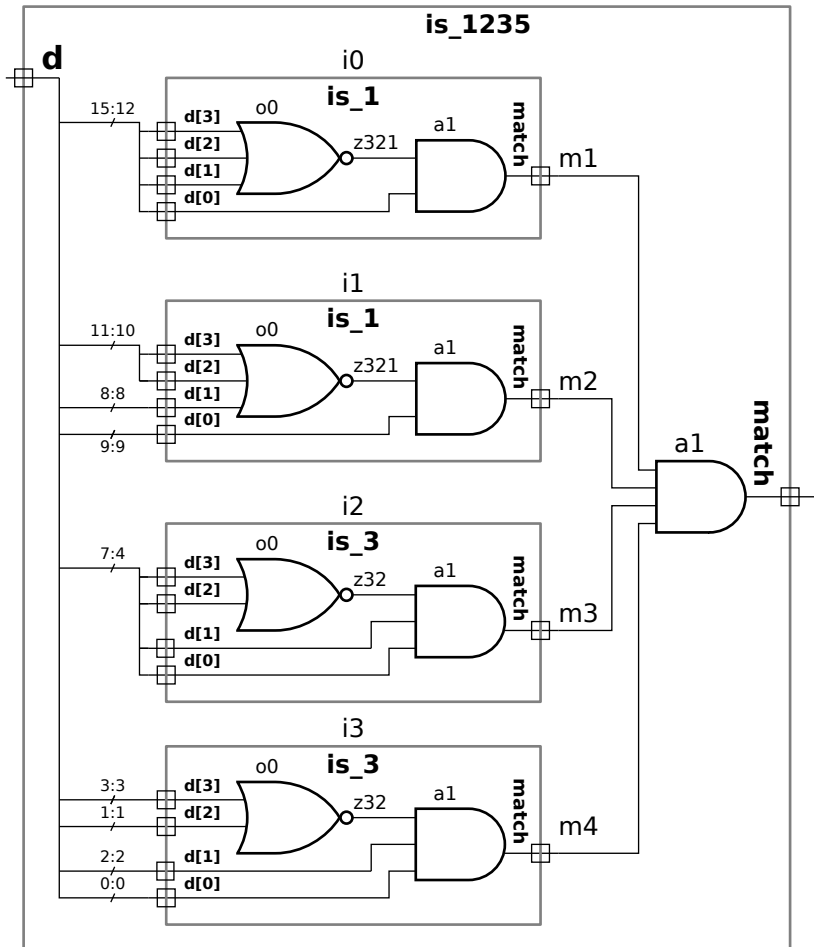 is_1235
d
i0
is_1
15:12
d[3]
d[2]
d[1]
d[0]
o0
z321
a1
match
m1
i1
is_1
11:10
8:8
9:9
d[3]
d[2]
d[1]
d[0]
o0
z321
a1
match
m2
a1
match
i2
is_3
7:4
d[3]
d[2]
d[1]
d[0]
o0
z32
a1
match
m3
i3
is_3
3:3
1:1
2:2
0:0
d[3]
d[2]
d[1]
d[0]
o0
z32
a1
match
m4